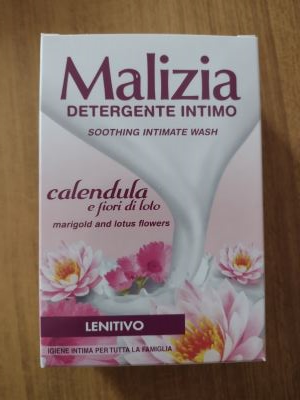 Malizia
DETERGENTE INTIMO
SOOTHING INTIMATE WASH
calendula
e fiori di loto
marigold and lotus flowers
LENITIVO
IGIENE INTIMA PER TUTTA LA FAMIGLIA